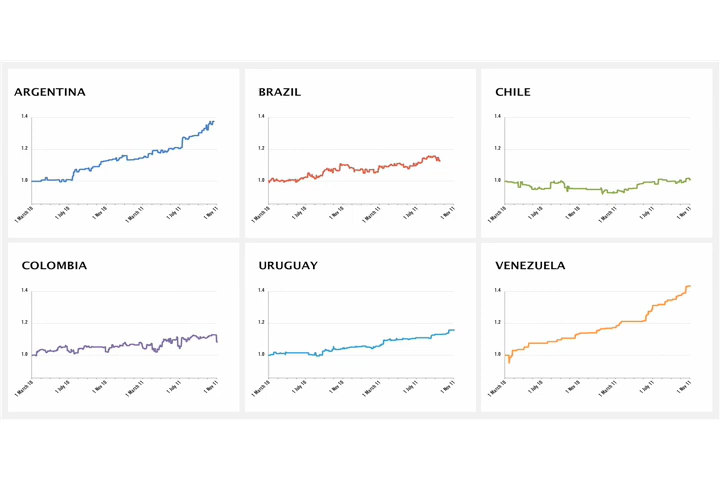 ARGENTINA
1.4
1.2
1.0
1 March 10
1 July 10
1 Nov 10
1 March 11
1 July 11
1 Nov 11
BRAZIL
1.4
1.2
1.0
1 March 10
1 July 10
1 Nov 10
1 March 11
1 July 11
1 Nov 11
CHILE
1.4
1.2
1.0
1 March 10
1 July 10
1 Nov 10
1 March 11
1 July 11
1 Nov 11
COLOMBIA
1.4
1.2
1.0
1 March 10
1 July 10
1 Nov 10
1 March 11
1 July 11
1 Nov 11
URUGUAY
1.4
1.2
1.0
1 March 10
1 July 10
1 Nov 10
1 March 11
1 July 11
1 Nov 11
VENEZUELA
1.4
1.2
1.0
1 March 10
1 July 10
1 Nov 10
1 March 11
1 July 11
1 Nov 11